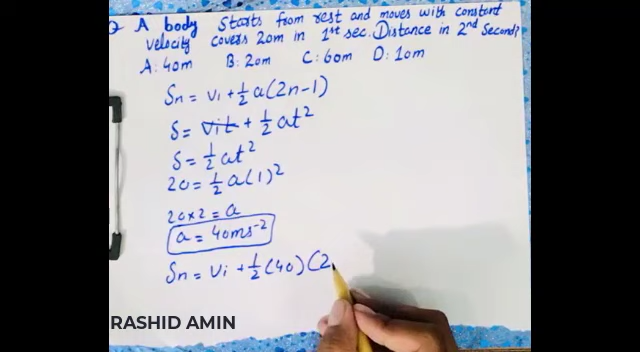 Q A body starts from rest and moves with constant
velocity covers 20m in 1st sec. Distance in 2nd second?
A: 40m B: 20m C: 60m D: 10m
Sn = Vi + 1/2 a(2n-1)
S = Vit + 1/2 at²
S = 1/2 at²
20 = 1/2 a(1)²
20×2 = a
a = 40ms⁻²
Sn = Vi + 1/2 (40) (2
RASHID AMIN